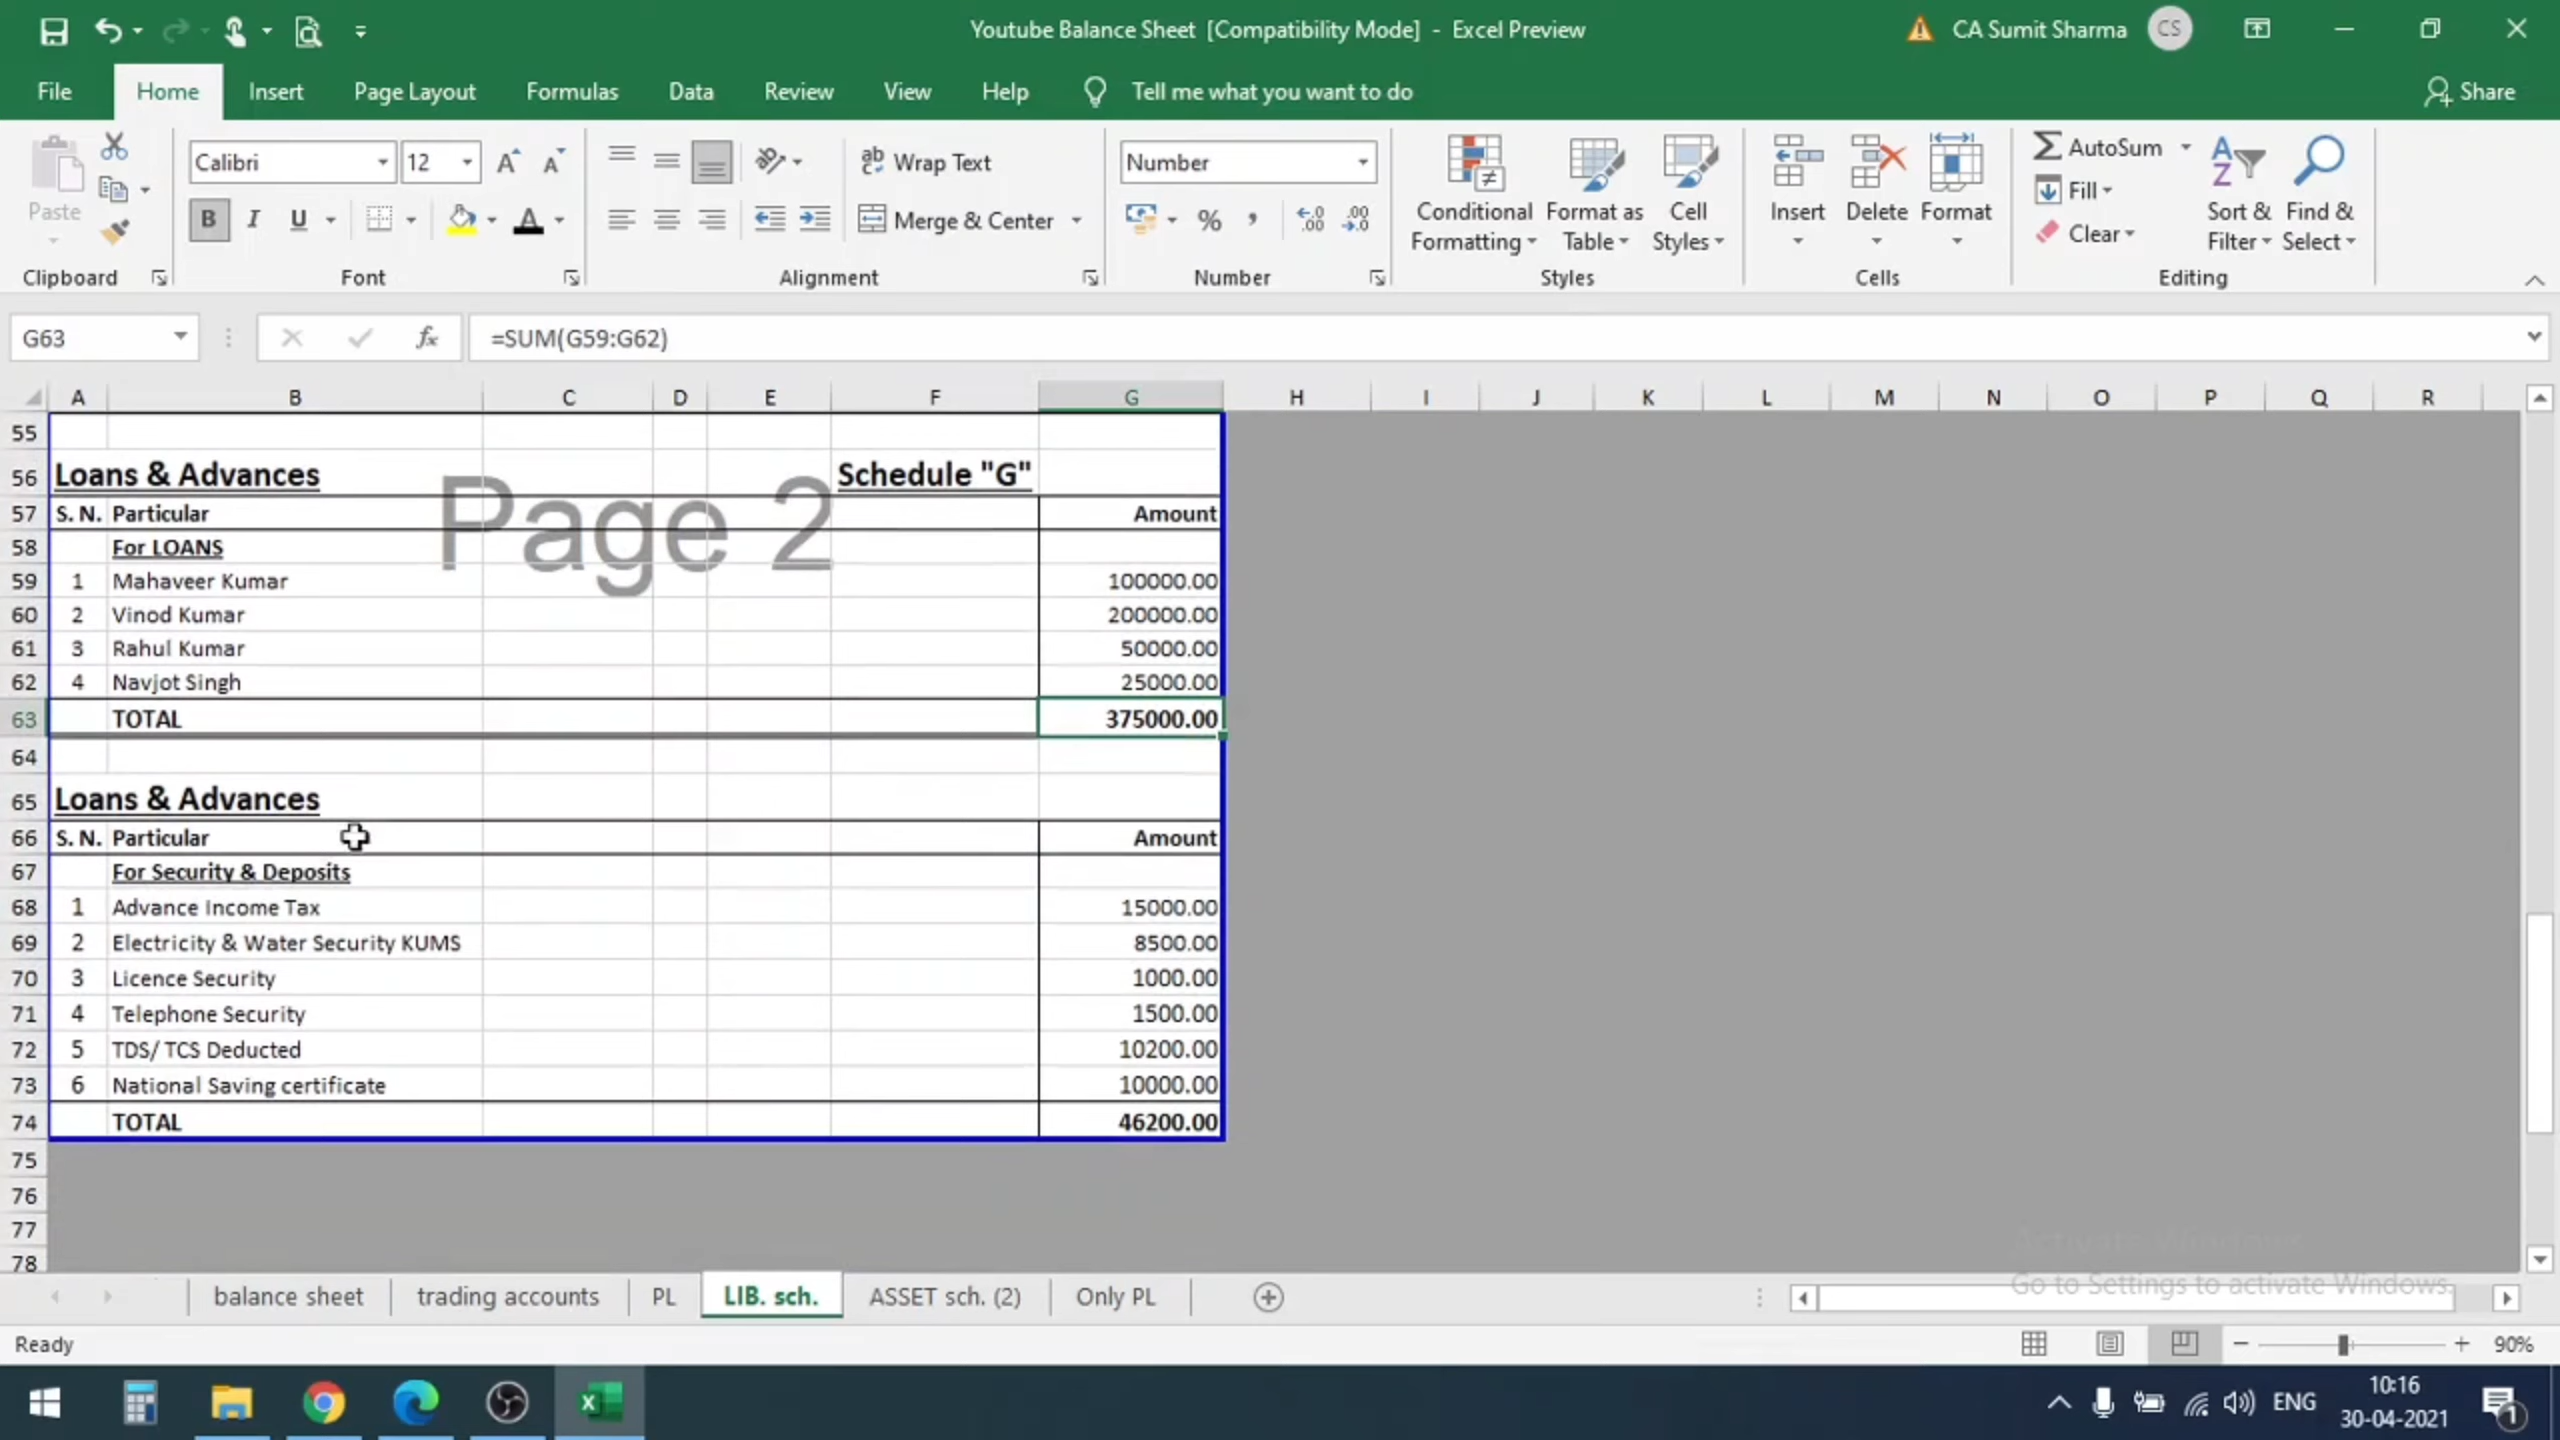 Youtube Balance Sheet [Compatibility Mode] - Excel Preview
CA Sumit Sharma CS
File Home Insert Page Layout Formulas Data Review View Help Tell me what you want to do Share
Paste
Clipboard
Calibri 12
B I U A
Font
Wrap Text
Merge & Center
Alignment
Number
% ,
Number
Conditional Formatting
Format as Table
Cell Styles
Styles
Insert Delete Format
Cells
AutoSum
Fill
Clear
Sort & Filter
Find & Select
Editing
G63 fx =SUM(G59:G62)
A B C D E F G H I J K L M N O P Q R
55
56 Loans & Advances Schedule "G"
Page 2
57 S. N. Particular Amount
58 For LOANS
59 1 Mahaveer Kumar 100000.00
60 2 Vinod Kumar 200000.00
61 3 Rahul Kumar 50000.00
62 4 Navjot Singh 25000.00
63 TOTAL 375000.00
64
65 Loans & Advances
66 S. N. Particular Amount
67 For Security & Deposits
68 1 Advance Income Tax 15000.00
69 2 Electricity & Water Security KUMS 8500.00
70 3 Licence Security 1000.00
71 4 Telephone Security 1500.00
72 5 TDS/ TCS Deducted 10200.00
73 6 National Saving certificate 10000.00
74 TOTAL 46200.00
75
76
77
78
Activate Windows
Go to Settings to activate Windows.
balance sheet trading accounts PL LIB. sch. ASSET sch. (2) Only PL
Ready 90%
ENG 10:16
30-04-2021
1